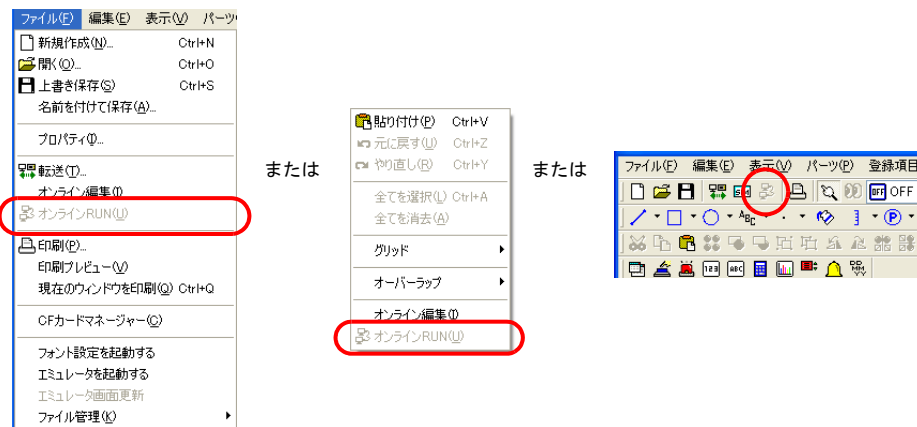 ファイル(F) 編集(E) 表示(V) パーツ
新規作成(N)... Ctrl+N
開く(O)... Ctrl+O
上書き保存(S) Ctrl+S
名前を付けて保存(A)...
プロパティ(I)...
転送(T)...
オンライン編集(I)
オンラインRUN(U)
印刷(P)...
印刷プレビュー(V)
現在のウィンドウを印刷(Q) Ctrl+Q
CFカードマネージャー(C)
フォント設定を起動する
エミュレータを起動する
エミュレータ画面更新
ファイル管理(K)
または
貼り付け(P) Ctrl+V
元に戻す(U) Ctrl+Z
やり直し(R) Ctrl+Y
全てを選択(L) Ctrl+A
全てを消去(A)
グリッド
オーバーラップ
オンライン編集(I)
オンラインRUN(U)
または
ファイル(F) 編集(E) 表示(V) パーツ(P) 登録項目
OFF OFF
ABC
P
123 ABC